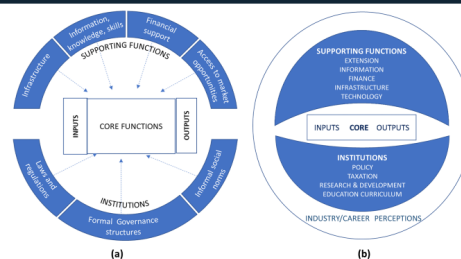 Infrastructure
Information,
knowledge, skills
Financial
support
Access to market
opportunities
SUPPORTING FUNCTIONS
INPUTS
CORE FUNCTIONS
OUTPUTS
Laws and
regulations
INSTITUTIONS
Formal Governance
structures
Informal social
norms
(a)
SUPPORTING FUNCTIONS
EXTENSION
INFORMATION
FINANCE
INFRASTRUCTURE
TECHNOLOGY
INPUTS CORE OUTPUTS
INSTITUTIONS
POLICY
TAXATION
RESEARCH & DEVELOPMENT
EDUCATION CURRICULUM
INDUSTRY/CAREER PERCEPTIONS
(b)